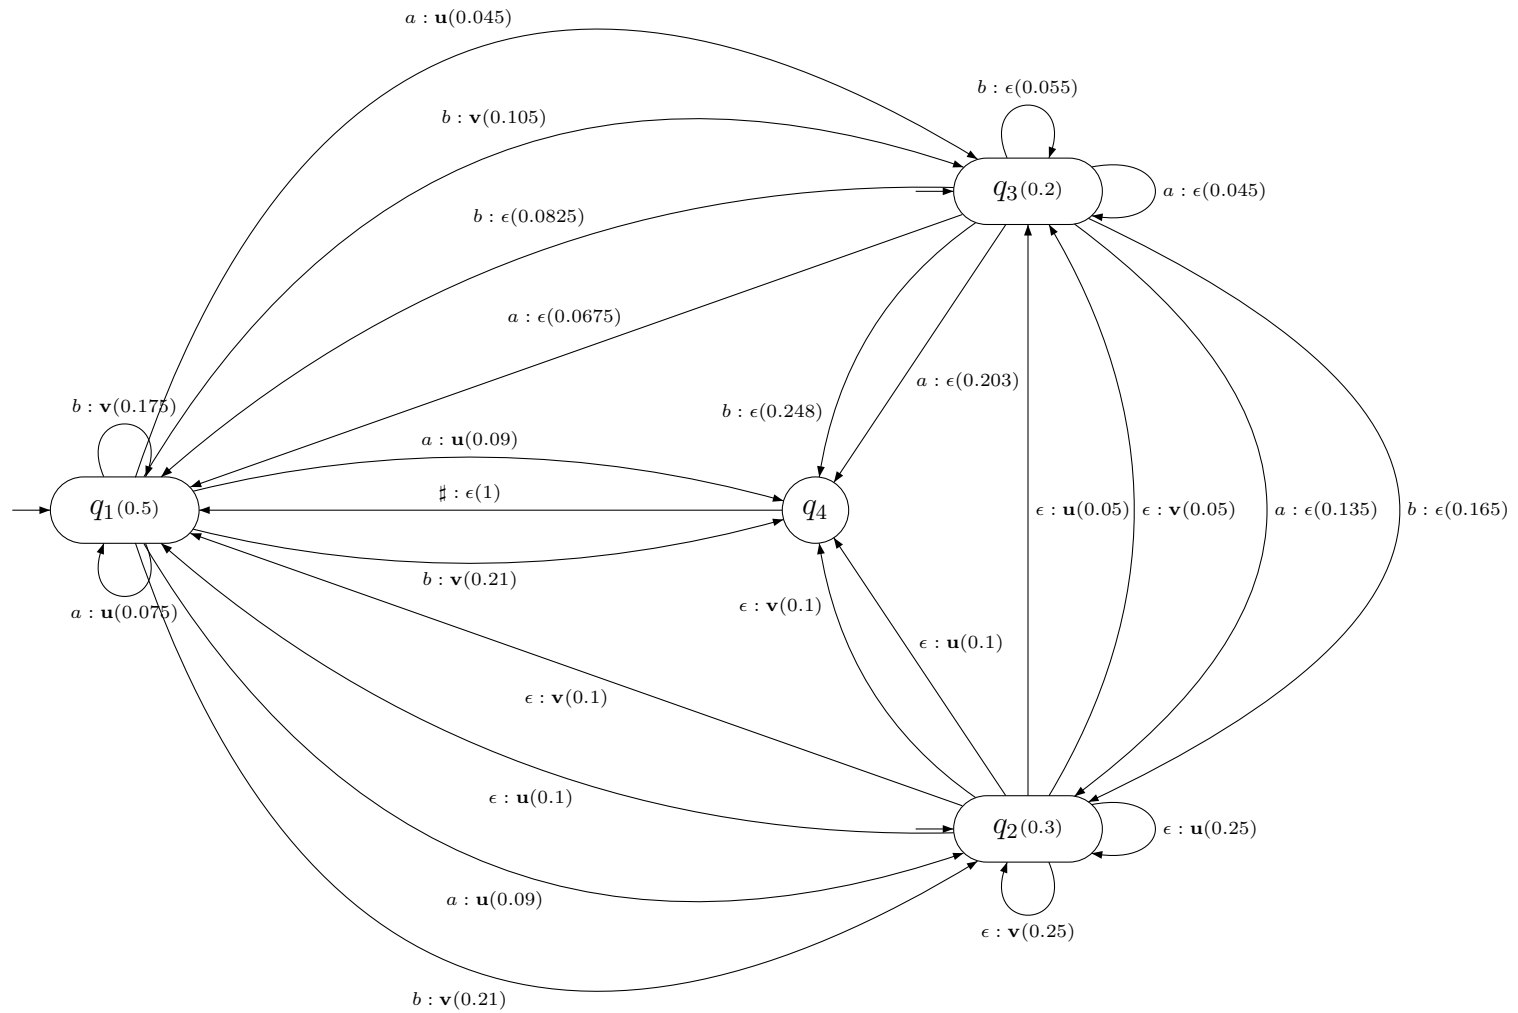 a : u(0.045)
b : ϵ(0.055)
b : v(0.105)
q3(0.2)
a : ϵ(0.045)
b : ϵ(0.0825)
a : ϵ(0.0675)
a : ϵ(0.203)
b : v(0.175)
b : ϵ(0.248)
a : u(0.09)
♯ : ϵ(1)
q1(0.5)
q4
ϵ : u(0.05)
ϵ : v(0.05)
a : ϵ(0.135)
b : ϵ(0.165)
b : v(0.21)
a : u(0.075)
ϵ : v(0.1)
ϵ : u(0.1)
ϵ : v(0.1)
ϵ : u(0.1)
q2(0.3)
ϵ : u(0.25)
a : u(0.09)
ϵ : v(0.25)
b : v(0.21)